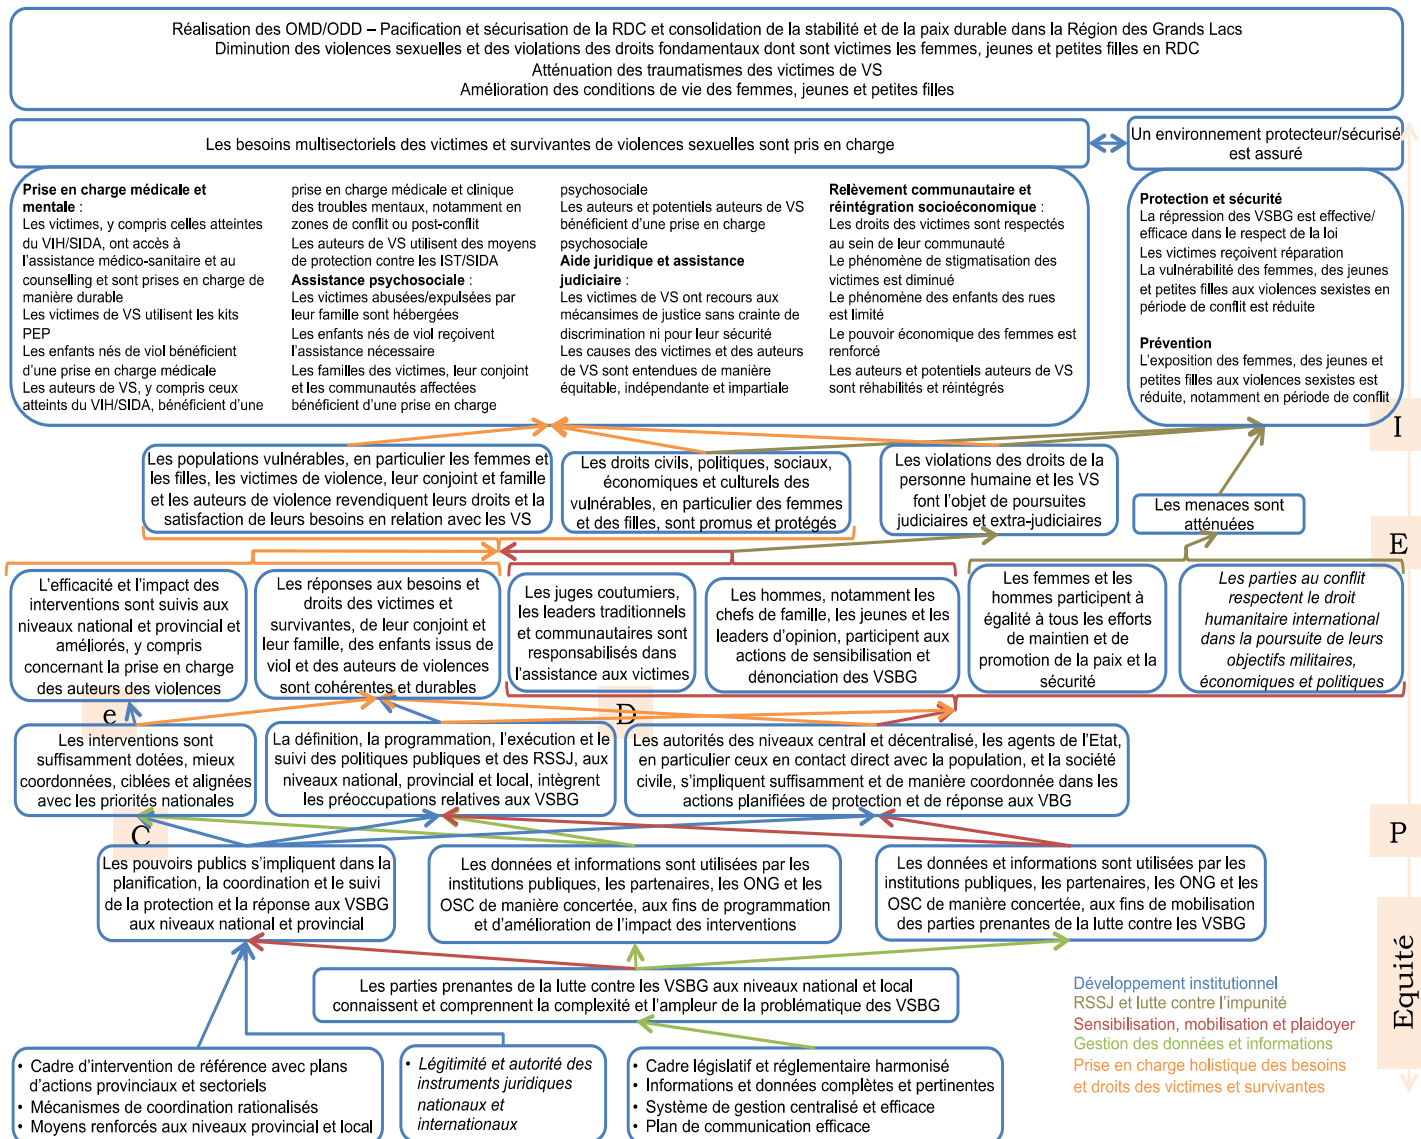 Réalisation des OMD/ODD – Pacification et sécurisation de la RDC et consolidation de la stabilité et de la paix durable dans la Région des Grands Lacs
Diminution des violences sexuelles et des violations des droits fondamentaux dont sont victimes les femmes, jeunes et petites filles en RDC
Atténuation des traumatismes des victimes de VS
Amélioration des conditions de vie des femmes, jeunes et petites filles
Les besoins multisectoriels des victimes et survivantes de violences sexuelles sont pris en charge
Un environnement protecteur/sécurisé
est assuré
Prise en charge médicale et
mentale :
Les victimes, y compris celles atteintes
du VIH/SIDA, ont accès à
l'assistance médico-sanitaire et au
counselling et sont prises en charge de
manière durable
Les victimes de VS utilisent les kits
PEP
Les enfants nés de viol bénéficient
d'une prise en charge médicale
Les auteurs de VS, y compris ceux
atteints du VIH/SIDA, bénéficient d'une
prise en charge médicale et clinique
des troubles mentaux, notamment en
zones de conflit ou post-conflit
Les auteurs de VS utilisent des moyens
de protection contre les IST/SIDA
Assistance psychosociale :
Les victimes abusées/expulsées par
leur famille sont hébergées
Les enfants nés de viol reçoivent
l'assistance nécessaire
Les familles des victimes, leur conjoint
et les communautés affectées
bénéficient d'une prise en charge
psychosociale
Les auteurs et potentiels auteurs de VS
bénéficient d'une prise en charge
psychosociale
Aide juridique et assistance
judiciaire :
Les victimes de VS ont recours aux
mécansimes de justice sans crainte de
discrimination ni pour leur sécurité
Les causes des victimes et des auteurs
de VS sont entendues de manière
équitable, indépendante et impartiale
Relèvement communautaire et
réintégration socioéconomique :
Les droits des victimes sont respectés
au sein de leur communauté
Le phénomène de stigmatisation des
victimes est diminué
Le phénomène des enfants des rues
est limité
Le pouvoir économique des femmes est
renforcé
Les auteurs et potentiels auteurs de VS
sont réhabilités et réintégrés
Protection et sécurité
La répression des VSBG est effective/
efficace dans le respect de la loi
Les victimes reçoivent réparation
La vulnérabilité des femmes, des jeunes
et petites filles aux violences sexistes en
période de conflit est réduite
Prévention
L'exposition des femmes, des jeunes et
petites filles aux violences sexistes est
réduite, notamment en période de conflit
I
Les populations vulnérables, en particulier les femmes et
les filles, les victimes de violence, leur conjoint et famille
et les auteurs de violence revendiquent leurs droits et la
satisfaction de leurs besoins en relation avec les VS
Les droits civils, politiques, sociaux,
économiques et culturels des
vulnérables, en particulier des femmes
et des filles, sont promus et protégés
Les violations des droits de la
personne humaine et les VS
font l'objet de poursuites
judiciaires et extra-judiciaires
Les menaces sont
atténuées
E
L'efficacité et l'impact des
interventions sont suivis aux
niveaux national et provincial et
améliorés, y compris
concernant la prise en charge
des auteurs des violences
Les réponses aux besoins et
droits des victimes et
survivantes, de leur conjoint et
leur famille, des enfants issus de
viol et des auteurs de violences
sont cohérentes et durables
Les juges coutumiers,
les leaders traditionnels
et communautaires sont
responsabilisés dans
l'assistance aux victimes
Les hommes, notamment les
chefs de famille, les jeunes et les
leaders d'opinion, participent aux
actions de sensibilisation et
dénonciation des VSBG
Les femmes et les
hommes participent à
égalité à tous les efforts
de maintien et de
promotion de la paix et la
sécurité
Les parties au conflit
respectent le droit
humanitaire international
dans la poursuite de leurs
objectifs militaires,
économiques et politiques
e
D
Les interventions sont
suffisamment dotées, mieux
coordonnées, ciblées et alignées
avec les priorités nationales
La définition, la programmation, l'exécution et le
suivi des politiques publiques et des RSSJ, aux
niveaux national, provincial et local, intègrent
les préoccupations relatives aux VSBG
Les autorités des niveaux central et décentralisé, les agents de l'Etat,
en particulier ceux en contact direct avec la population, et la société
civile, s'impliquent suffisamment et de manière coordonnée dans les
actions planifiées de protection et de réponse aux VBG
C
P
Les pouvoirs publics s'impliquent dans la
planification, la coordination et le suivi
de la protection et la réponse aux VSBG
aux niveaux national et provincial
Les données et informations sont utilisées par les
institutions publiques, les partenaires, les ONG et les
OSC de manière concertée, aux fins de programmation
et d'amélioration de l'impact des interventions
Les données et informations sont utilisées par les
institutions publiques, les partenaires, les ONG et les
OSC de manière concertée, aux fins de mobilisation
des parties prenantes de la lutte contre les VSBG
Equité
Les parties prenantes de la lutte contre les VSBG aux niveaux national et local
connaissent et comprennent la complexité et l'ampleur de la problématique des VSBG
Développement institutionnel
RSSJ et lutte contre l'impunité
Sensibilisation, mobilisation et plaidoyer
Gestion des données et informations
Prise en charge holistique des besoins
et droits des victimes et survivantes
• Cadre d'intervention de référence avec plans
d'actions provinciaux et sectoriels
• Mécanismes de coordination rationalisés
• Moyens renforcés aux niveaux provincial et local
• Légitimité et autorité des
instruments juridiques
nationaux et
internationaux
• Cadre législatif et réglementaire harmonisé
• Informations et données complètes et pertinentes
• Système de gestion centralisé et efficace
• Plan de communication efficace